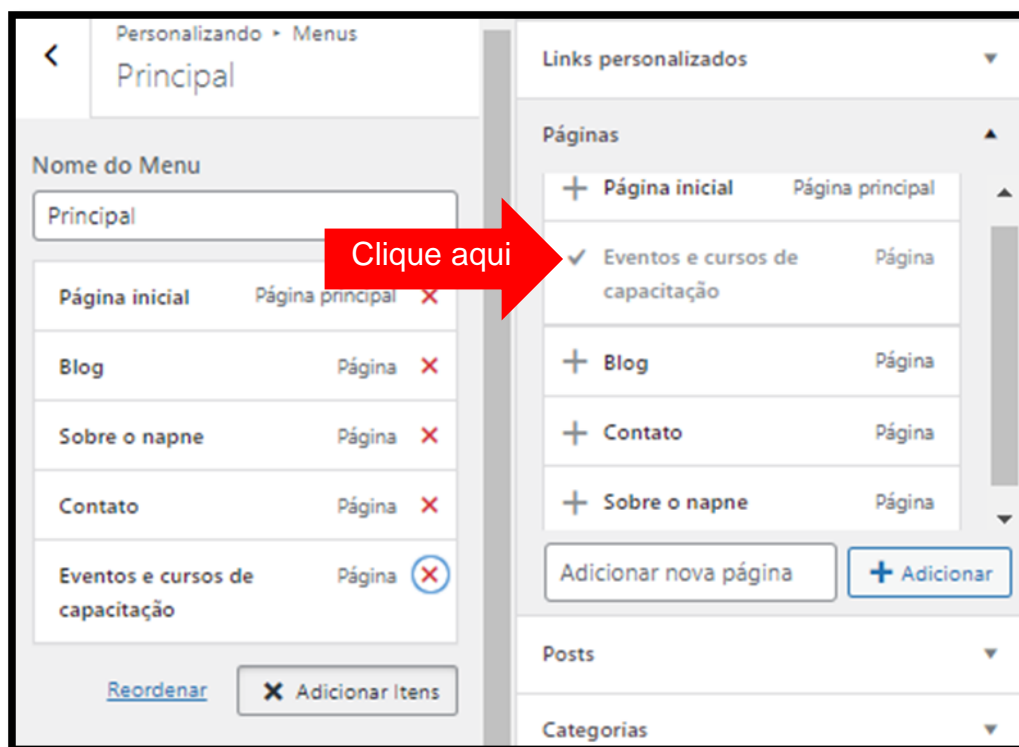 Personalizando ▸ Menus
Principal
Nome do Menu
Principal
Página inicial Página principal
Blog Página
Sobre o napne Página
Contato Página
Eventos e cursos de Página
capacitação
Reordenar Adicionar Itens
Clique aqui
Links personalizados
Páginas
Página inicial Página principal
Eventos e cursos de Página
capacitação
Blog Página
Contato Página
Sobre o napne Página
Adicionar nova página + Adicionar
Posts
Categorias